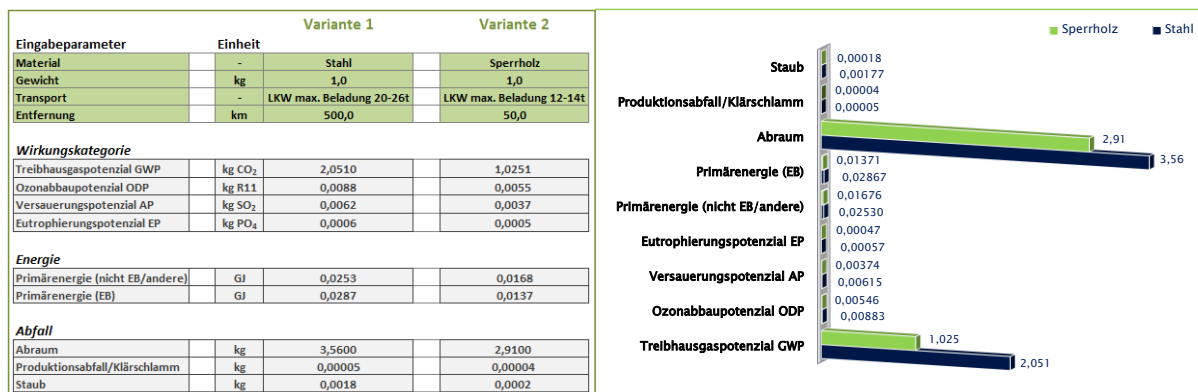 Variante 1 Variante 2
Eingabeparameter Einheit
Material - Stahl Sperrholz
Gewicht kg 1,0 1,0
Transport - LKW max. Beladung 20-26t LKW max. Beladung 12-14t
Entfernung km 500,0 50,0
Wirkungskategorie
Treibhausgaspotenzial GWP kg CO₂ 2,0510 1,0251
Ozonabbaupotenzial ODP kg R11 0,0088 0,0055
Versauerungspotenzial AP kg SO₂ 0,0062 0,0037
Eutrophierungspotenzial EP kg PO₄ 0,0006 0,0005
Energie
Primärenergie (nicht EB/andere) GJ 0,0253 0,0168
Primärenergie (EB) GJ 0,0287 0,0137
Abfall
Abraum kg 3,5600 2,9100
Produktionsabfall/Klärschlamm kg 0,00005 0,00004
Staub kg 0,0018 0,0002
Sperrholz Stahl
Staub 0,00018
0,00177
Produktionsabfall/Klärschlamm 0,00004
0,00005
Abraum 2,91
3,56
Primärenergie (EB) 0,01371
0,02867
Primärenergie (nicht EB/andere) 0,01676
0,02530
Eutrophierungspotenzial EP 0,00047
0,00057
Versauerungspotenzial AP 0,00374
0,00615
Ozonabbaupotenzial ODP 0,00546
0,00883
Treibhausgaspotenzial GWP 1,025
2,051